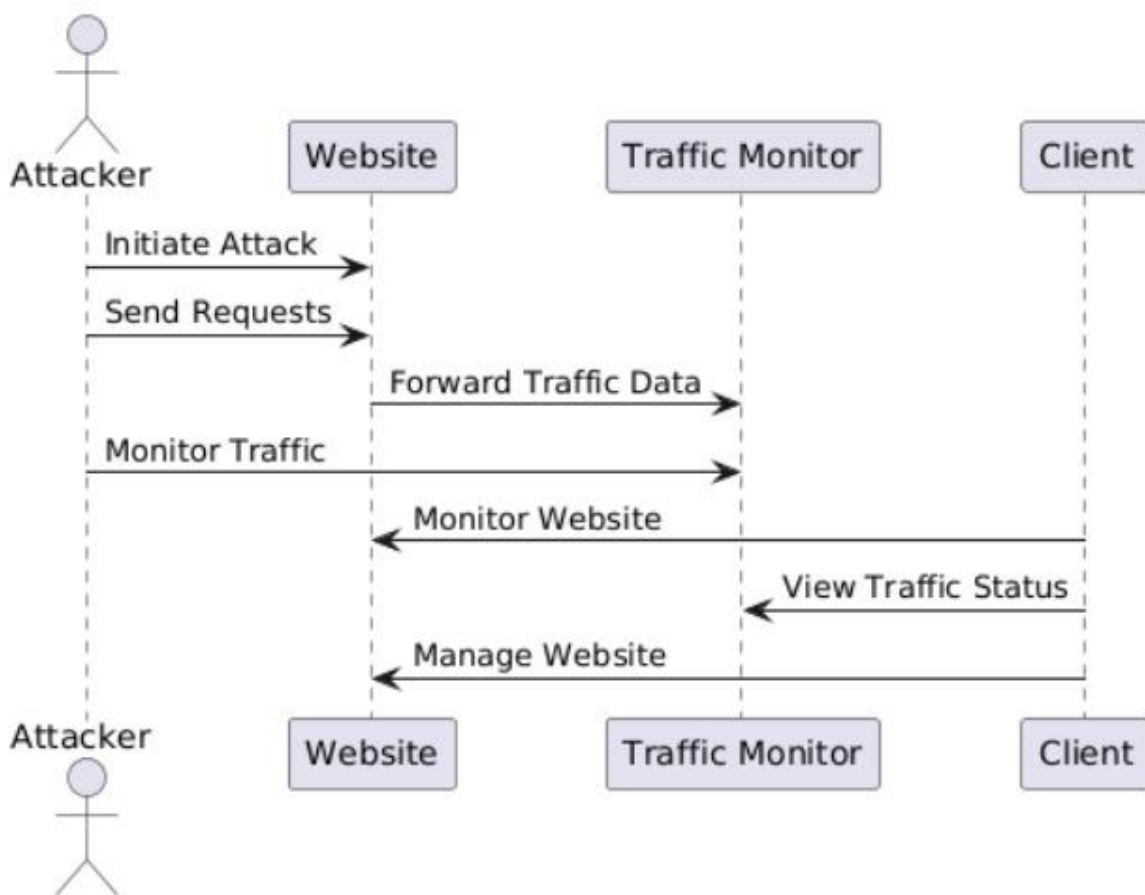 Attacker
Website
Traffic Monitor
Client
Initiate Attack
Send Requests
Forward Traffic Data
Monitor Traffic
Monitor Website
View Traffic Status
Manage Website
Attacker
Website
Traffic Monitor
Client